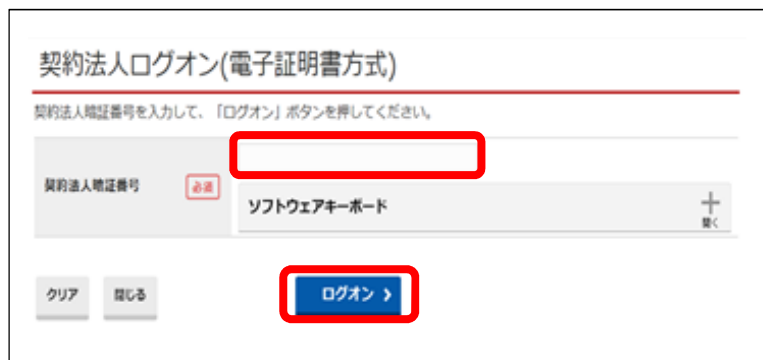 契約法人ログオン(電子証明書方式)
契約法人暗証番号を入力して、「ログオン」ボタンを押してください。
契約法人暗証番号 必須
ソフトウェアキーボード
開く
クリア 閉じる ログオン